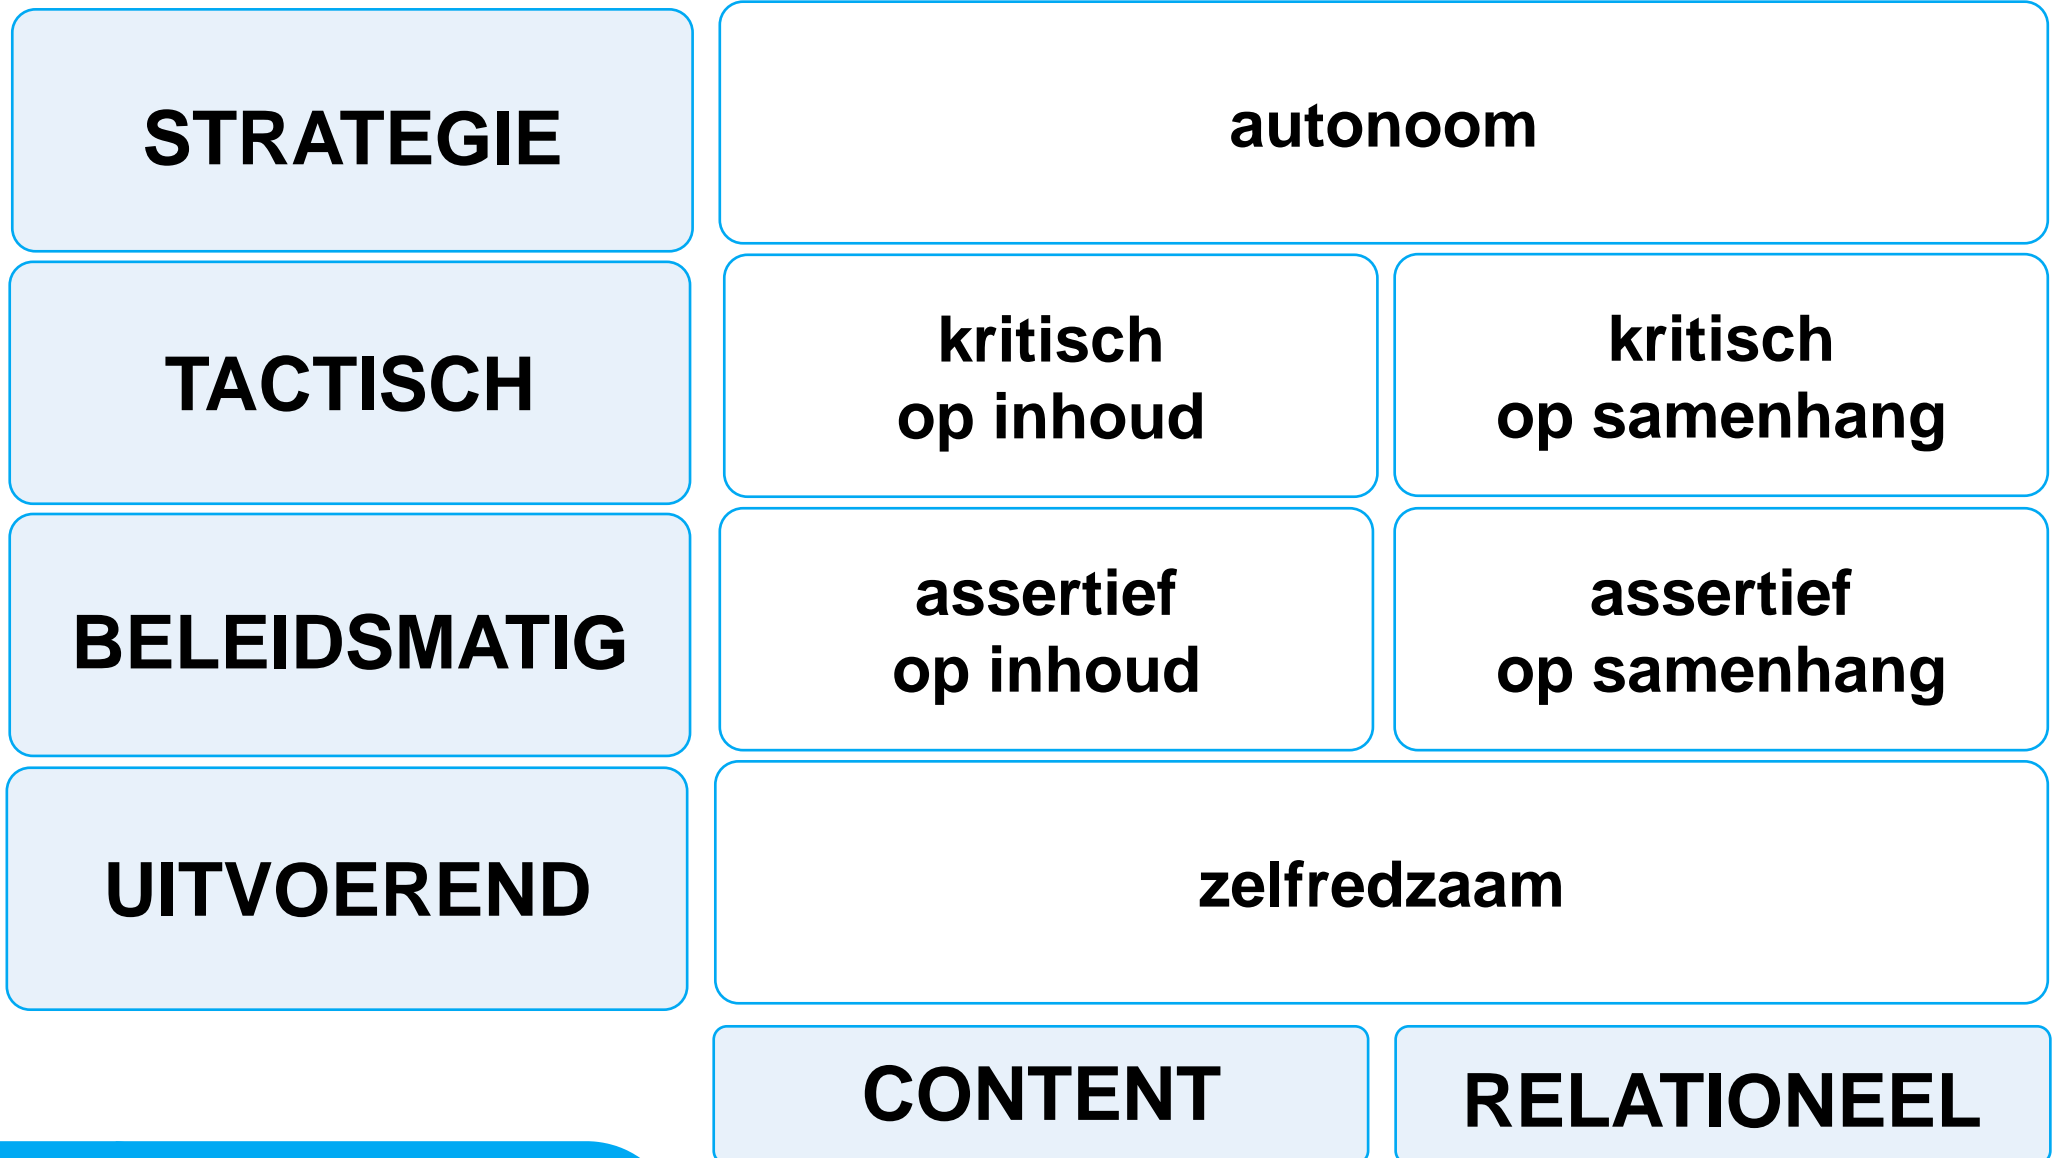 STRATEGIE
autonoom
TACTISCH
kritisch
op inhoud
kritisch
op samenhang
BELEIDSMATIG
assertief
op inhoud
assertief
op samenhang
UITVOEREND
zelfredzaam
CONTENT
RELATIONEEL